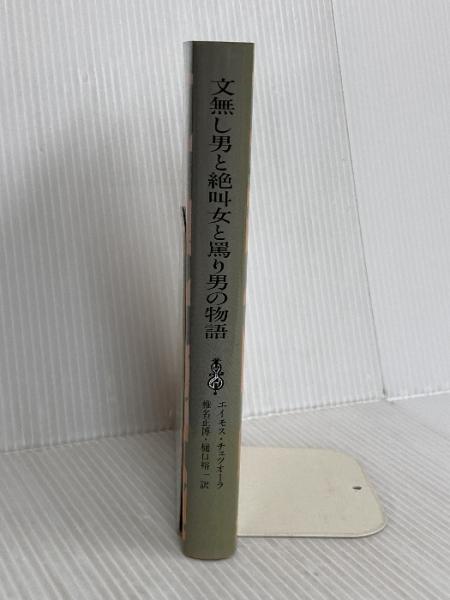 文無し男と絶叫女と罵り男の物語
エイモス・チュツオーラ
椎名正博・樋口裕一 訳